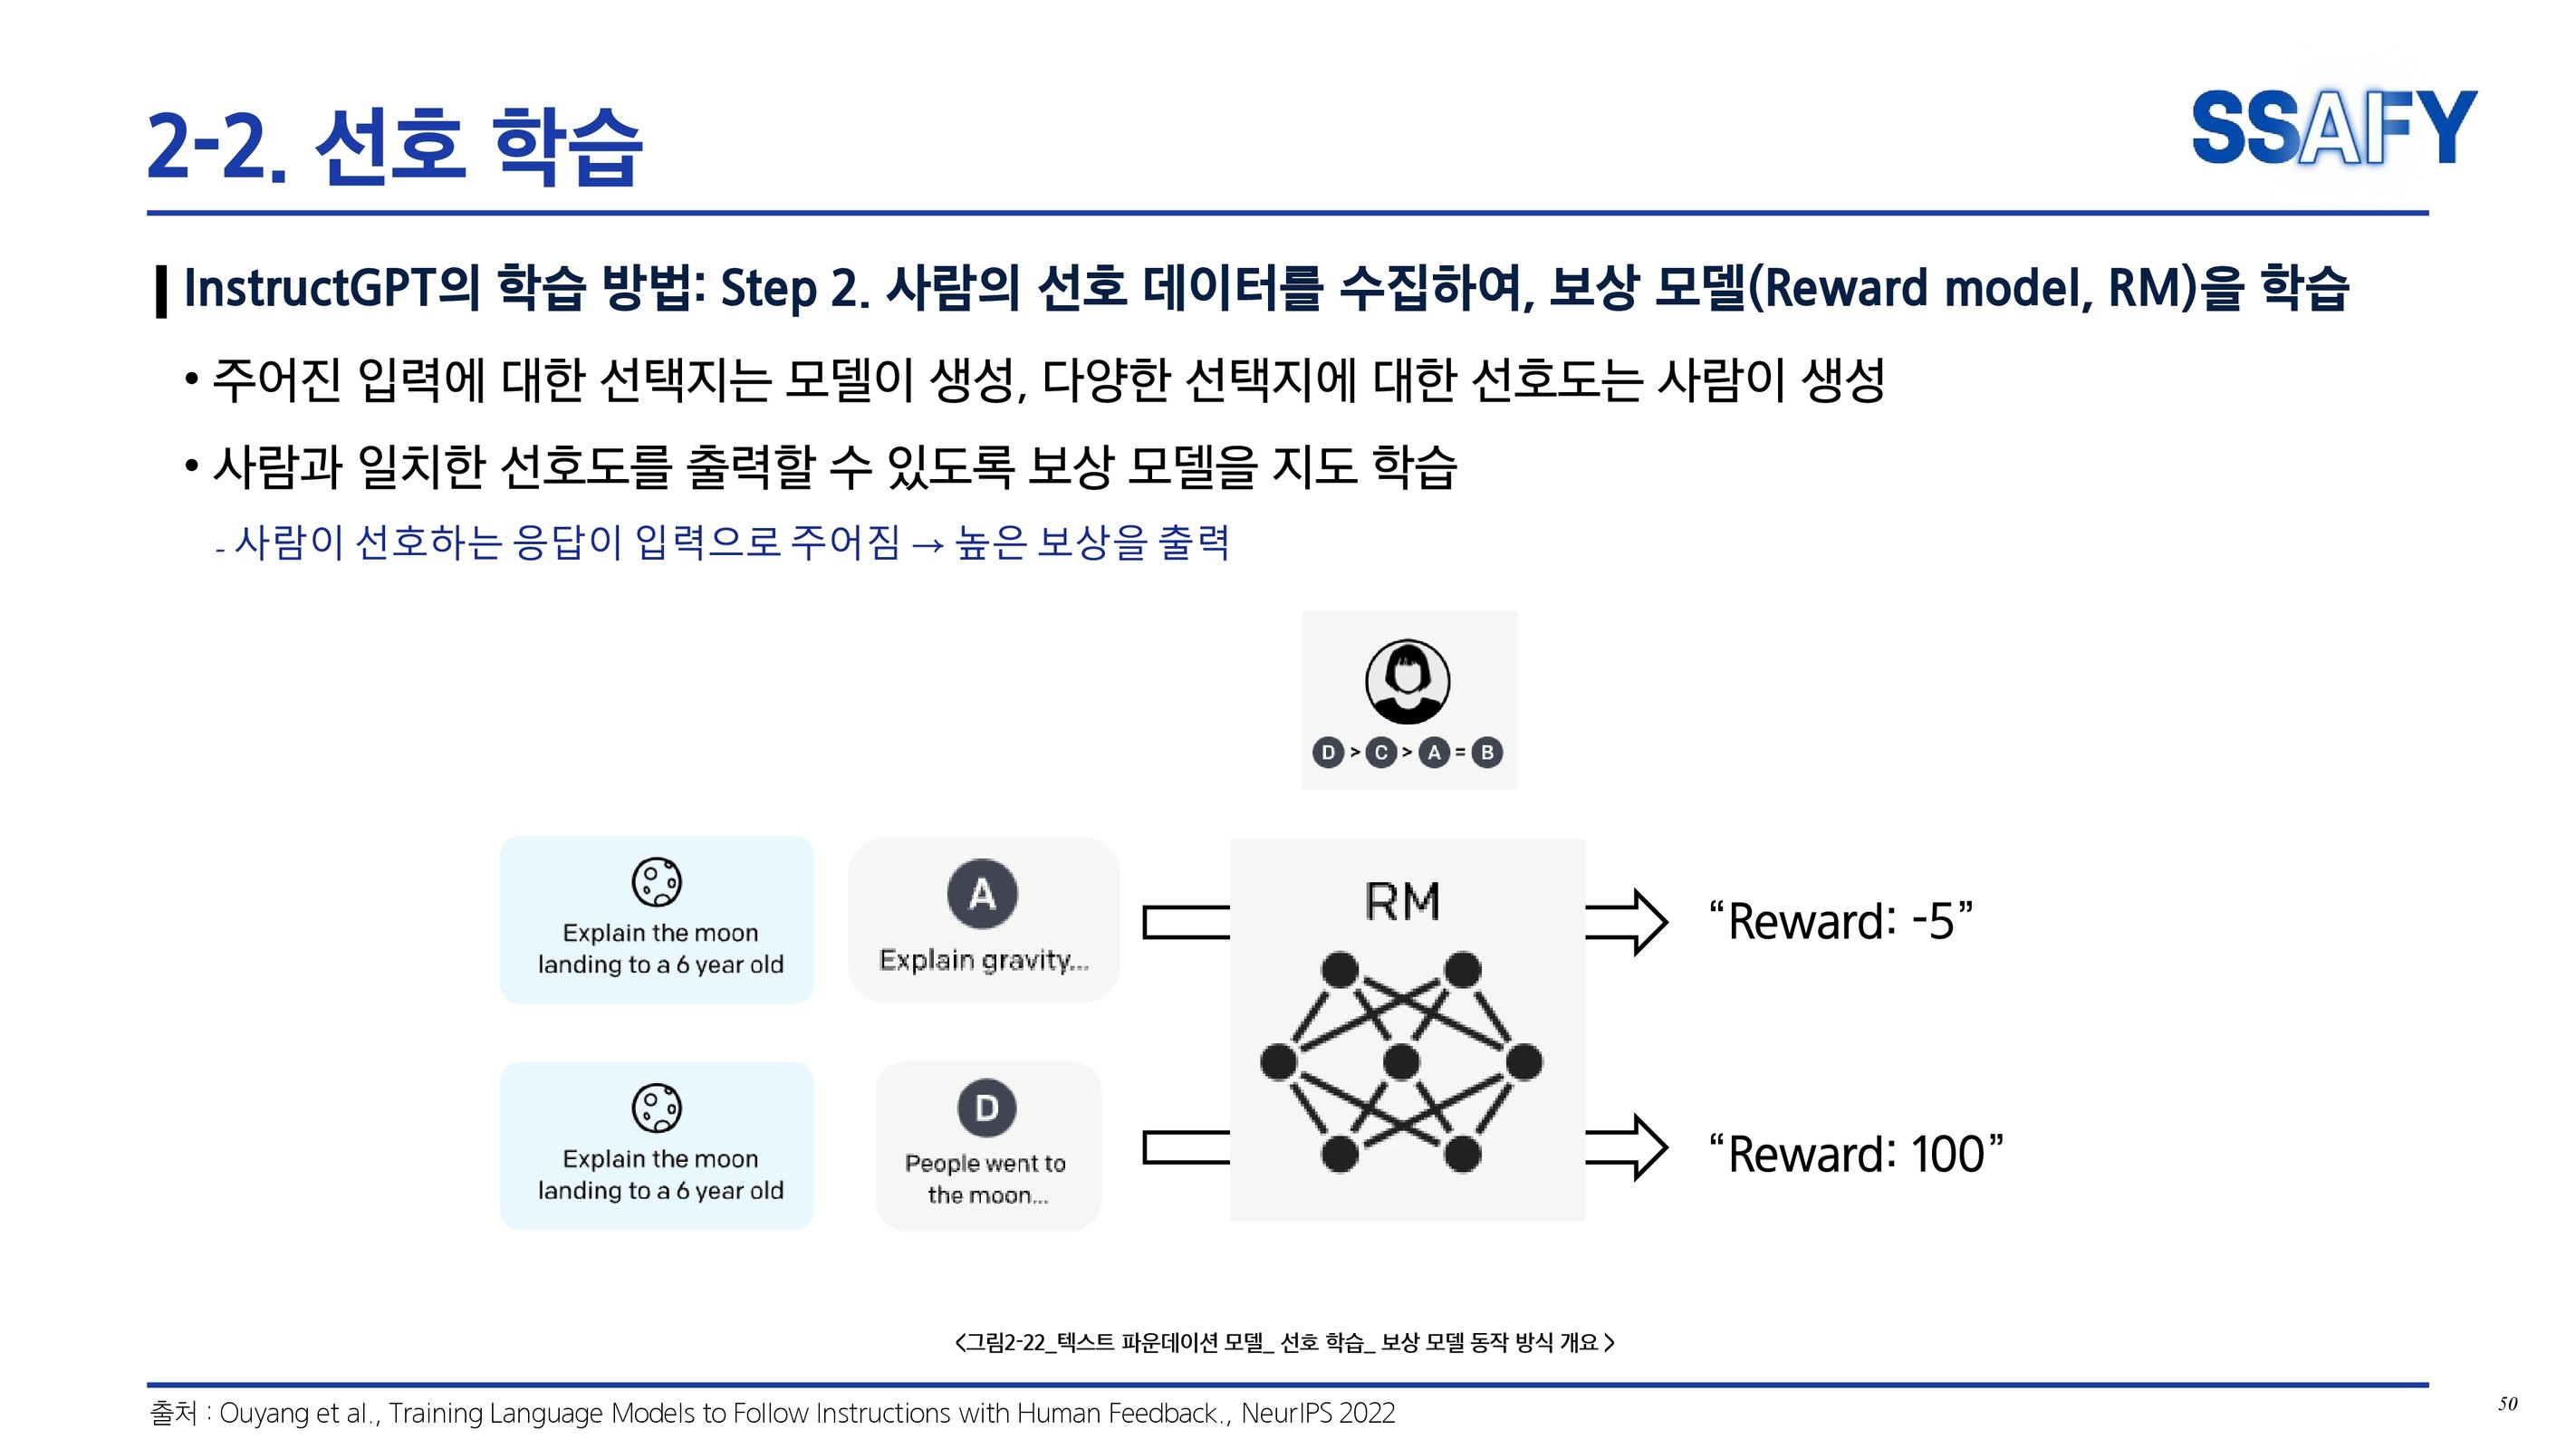 2-2. 선호 학습
SSAFY
InstructGPT의 학습 방법: Step 2. 사람의 선호 데이터를 수집하여, 보상 모델(Reward model, RM)을 학습
• 주어진 입력에 대한 선택지는 모델이 생성, 다양한 선택지에 대한 선호도는 사람이 생성
• 사람과 일치한 선호도를 출력할 수 있도록 보상 모델을 지도 학습
- 사람이 선호하는 응답이 입력으로 주어짐 → 높은 보상을 출력
D > C > A = B
Explain the moon
landing to a 6 year old
A
Explain gravity...
RM
“Reward: -5”
Explain the moon
landing to a 6 year old
D
People went to
the moon...
“Reward: 100”
<그림2-22_텍스트 파운데이션 모델_ 선호 학습_ 보상 모델 동작 방식 개요 >
출처 : Ouyang et al., Training Language Models to Follow Instructions with Human Feedback., NeurIPS 2022
50